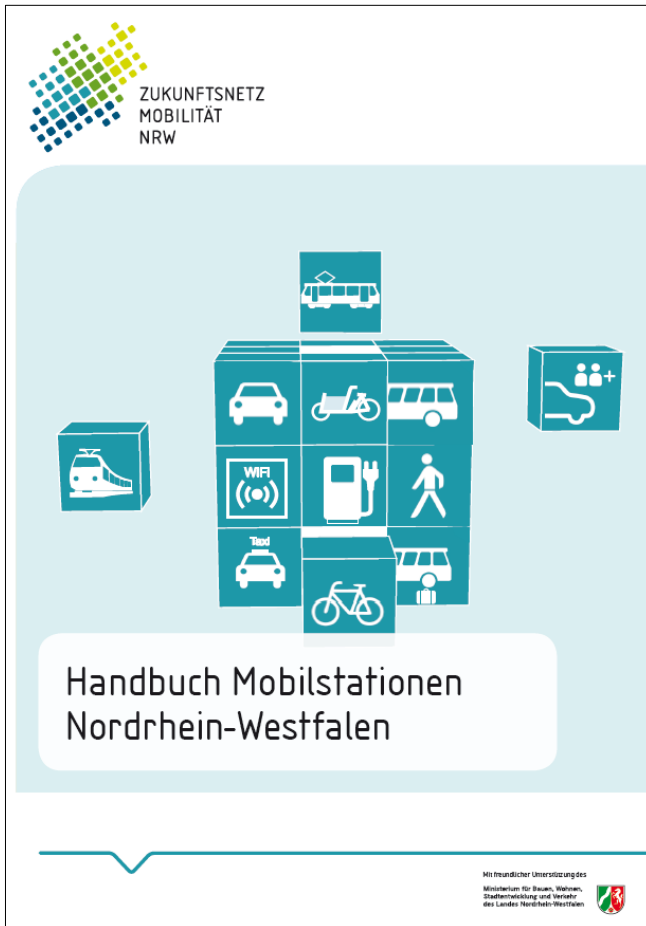 ZUKUNFTSNETZ
MOBILITÄT
NRW
WiFi
Taxi
Handbuch Mobilstationen
Nordrhein-Westfalen
Mit freundlicher Unterstützung des
Ministerium für Bauen, Wohnen,
Stadtentwicklung und Verkehr
des Landes Nordrhein-Westfalen